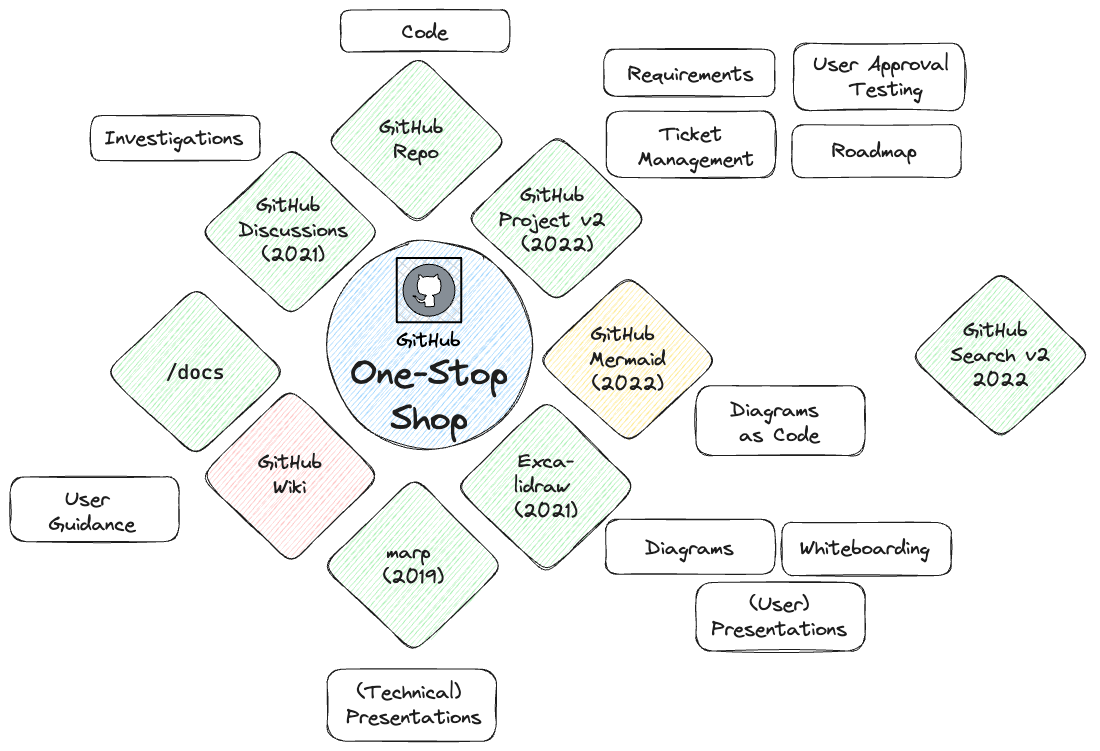 Code
GitHub
Repo
Requirements
User Approval
Testing
Ticket
Management
Roadmap
Investigations
GitHub
Discussions
(2021)
GitHub
Project v2
(2022)
GitHub
One-Stop
Shop
/docs
GitHub
Mermaid
(2022)
GitHub
Search v2
2022
Diagrams
as Code
GitHub
Wiki
Exca-
lidraw
(2021)
User
Guidance
marp
(2019)
Diagrams
Whiteboarding
(User)
Presentations
(Technical)
Presentations